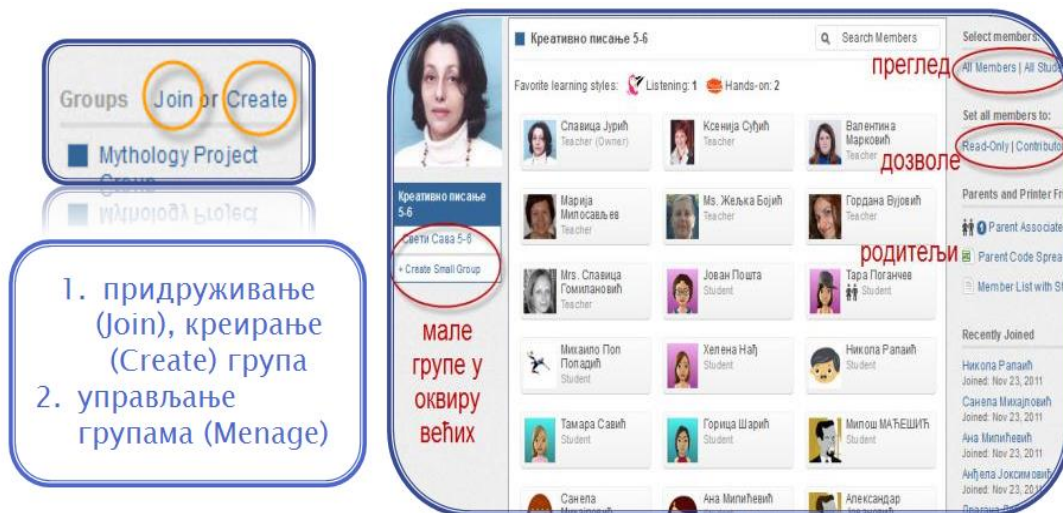 Groups Join or Create
Mythology Project
Group
1. придруживање
(Join), креирање
(Create) група
2. управљање
групама (Menage)
Креативно писање
5-6
Свети Сава 5-6
+ Create Small Group
мале
групе у
оквиру
већих
Креативно писање 5-6
Search Members
Favorite learning styles: Listening: 1 Hands-on: 2
Славица Јурић
Teacher (Owner)
Ксенија Суђић
Teacher
Валентина
Марковић
Teacher
Марија
Милосављев
Teacher
Ms. Жељка Бојић
Teacher
Гордана Вујовић
Teacher
Mrs. Славица
Гомилановић
Teacher
Јован Пошта
Student
Тара Поганчев
Student
Михаило Поп
Попадић
Student
Хелена Нађ
Student
Никола Рапаић
Student
Тамара Савић
Student
Горица Шарић
Student
Милош МАЋЕШИЋ
Student
Санела
Ана Милићевић
Александар
преглед
дозволе
родитељи
Select members:
All Members | All Stude
Set all members to:
Read-Only | Contributo
Parents and Printer Fr
Parent Associate
Parent Code Sprea
Member List with S
Recently Joined
Никола Рапаић
Joined: Nov 23, 2011
Санела Михајловић
Joined: Nov 23, 2011
Ана Милићевић
Joined: Nov 23, 2011
Анђела Јоксимовић
Joined: Nov 23, 2011